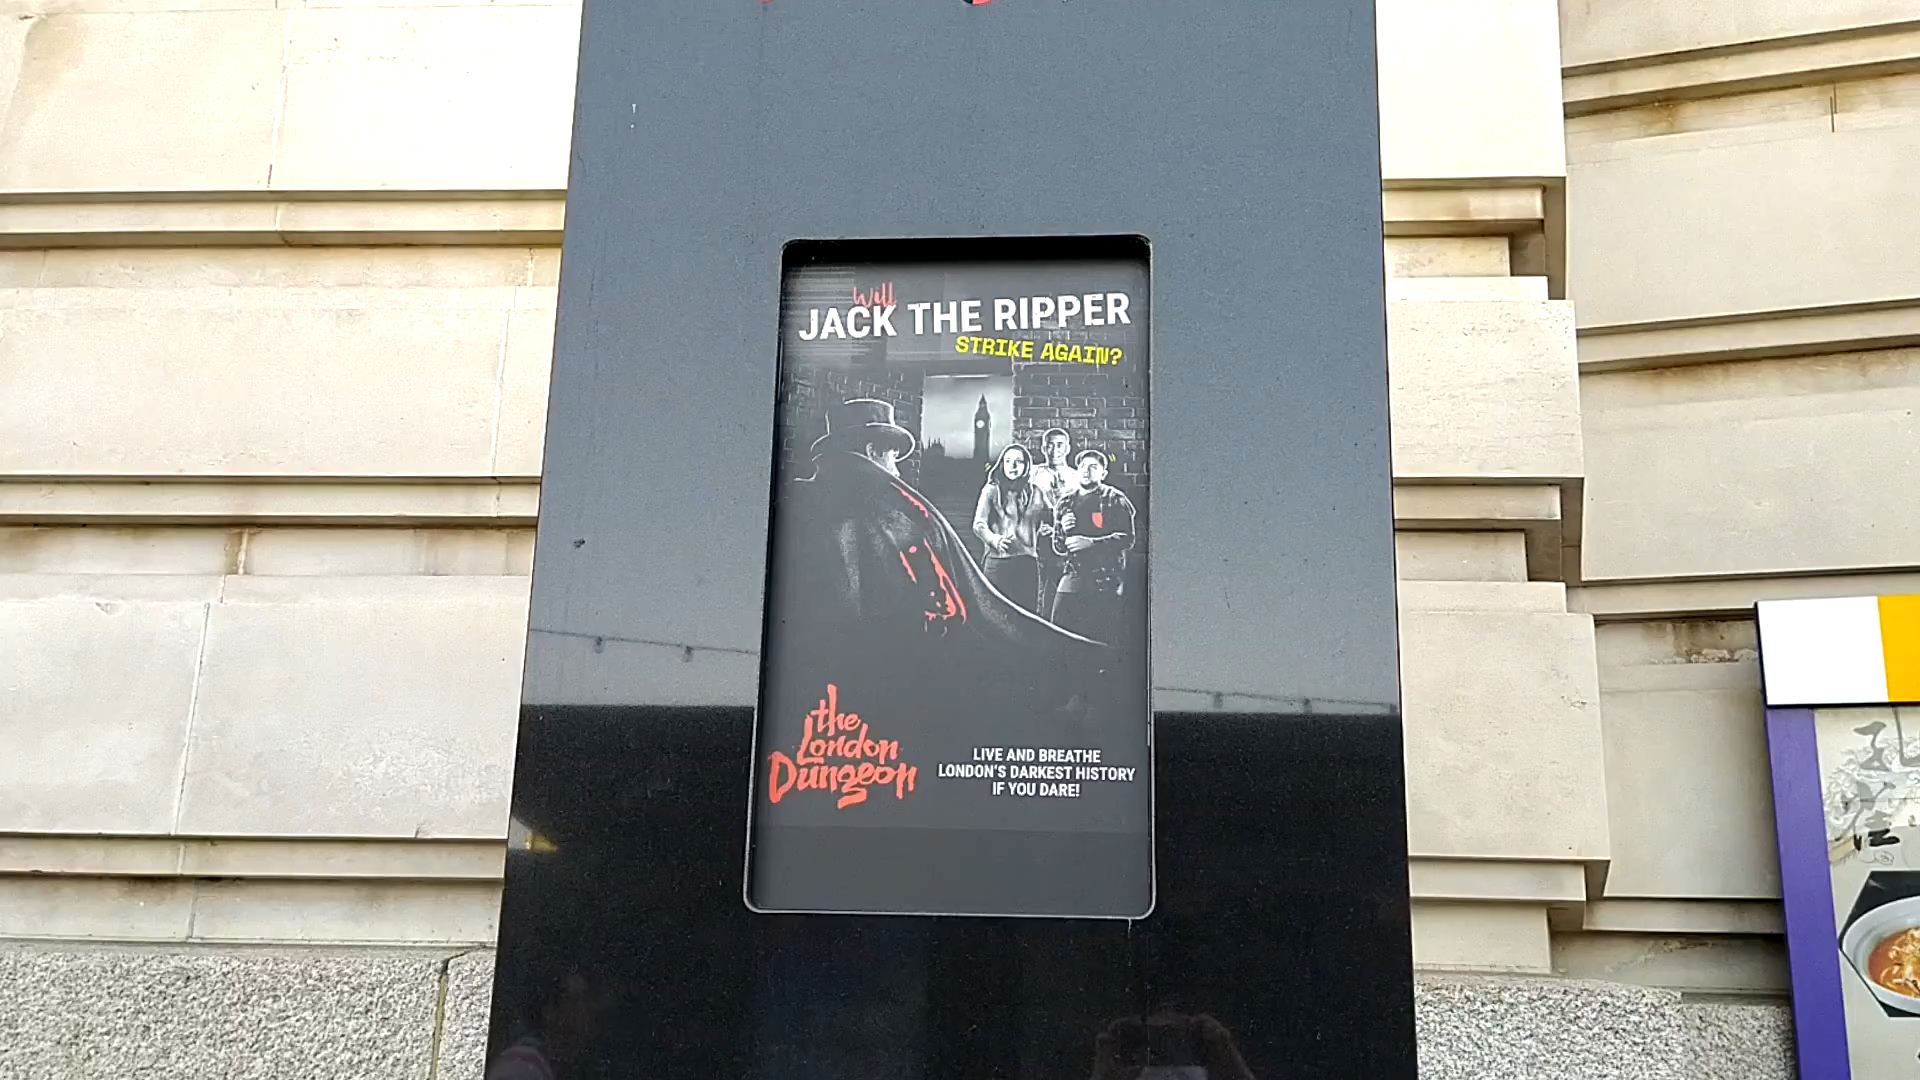 Will
JACK THE RIPPER
STRIKE AGAIN?
the
London
Dungeon
LIVE AND BREATHE
LONDON'S DARKEST HISTORY
IF YOU DARE!